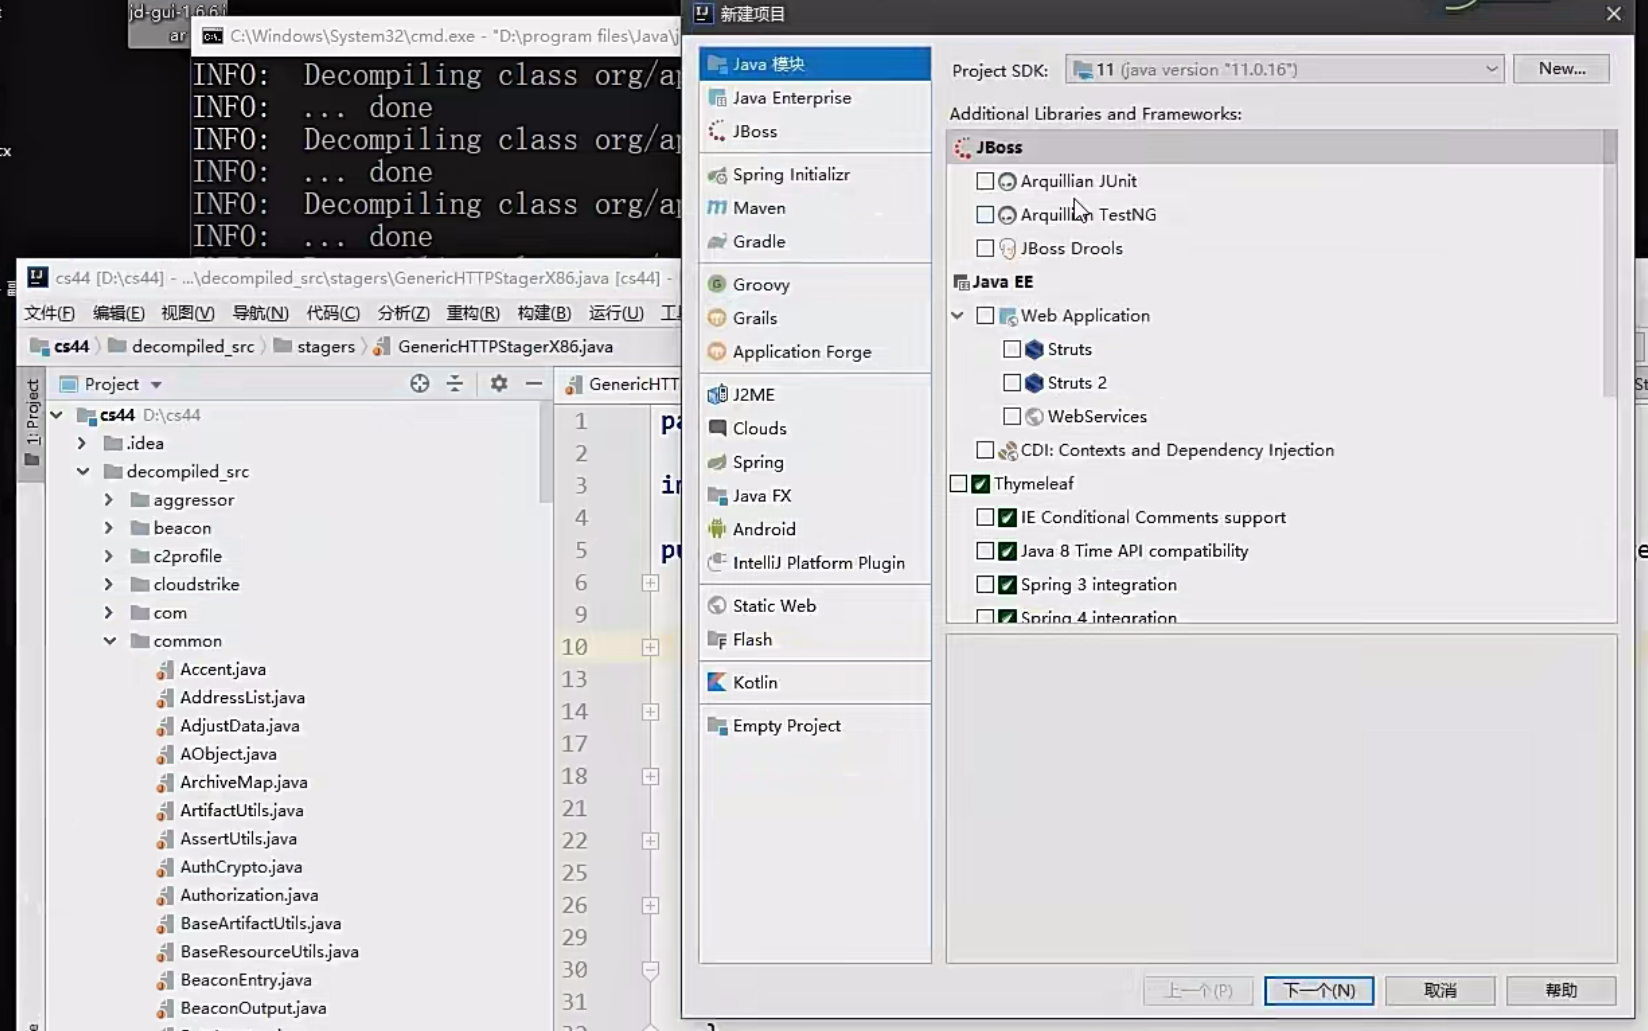 jd-gui-1.6.6.j
ar
C:\Windows\System32\cmd.exe - "D:\program files\Java\j
INFO:  Decompiling class org/ap
INFO:  ... done
INFO:  Decompiling class org/ap
INFO:  ... done
INFO:  Decompiling class org/ap
INFO:  ... done
cs44 [D:\cs44] - ...\decompiled_src\stagers\GenericHTTPStagerX86.java [cs44] -
文件(F) 编辑(E) 视图(V) 导航(N) 代码(C) 分析(Z) 重构(R) 构建(B) 运行(U) 工
cs44 decompiled_src stagers GenericHTTPStagerX86.java
1: Project
Project
cs44 D:\cs44
.idea
decompiled_src
aggressor
beacon
c2profile
cloudstrike
com
common
Accent.java
AddressList.java
AdjustData.java
AObject.java
ArchiveMap.java
ArtifactUtils.java
AssertUtils.java
AuthCrypto.java
Authorization.java
BaseArtifactUtils.java
BaseResourceUtils.java
BeaconEntry.java
BeaconOutput.java
GenericHTT
1 pa
2
3 im
4
5 pu
6
9
10
13
14
17
18
21
22
25
26
29
30
31
新建项目
Java 模块
Java Enterprise
JBoss
Spring Initializr
Maven
Gradle
Groovy
Grails
Application Forge
J2ME
Clouds
Spring
Java FX
Android
IntelliJ Platform Plugin
Static Web
Flash
Kotlin
Empty Project
Project SDK: 11 (java version "11.0.16") New...
Additional Libraries and Frameworks:
JBoss
Arquillian JUnit
Arquillian TestNG
JBoss Drools
Java EE
Web Application
Struts
Struts 2
WebServices
CDI: Contexts and Dependency Injection
Thymeleaf
IE Conditional Comments support
Java 8 Time API compatibility
Spring 3 integration
Spring 4 integration
上一个(P) 下一个(N) 取消 帮助